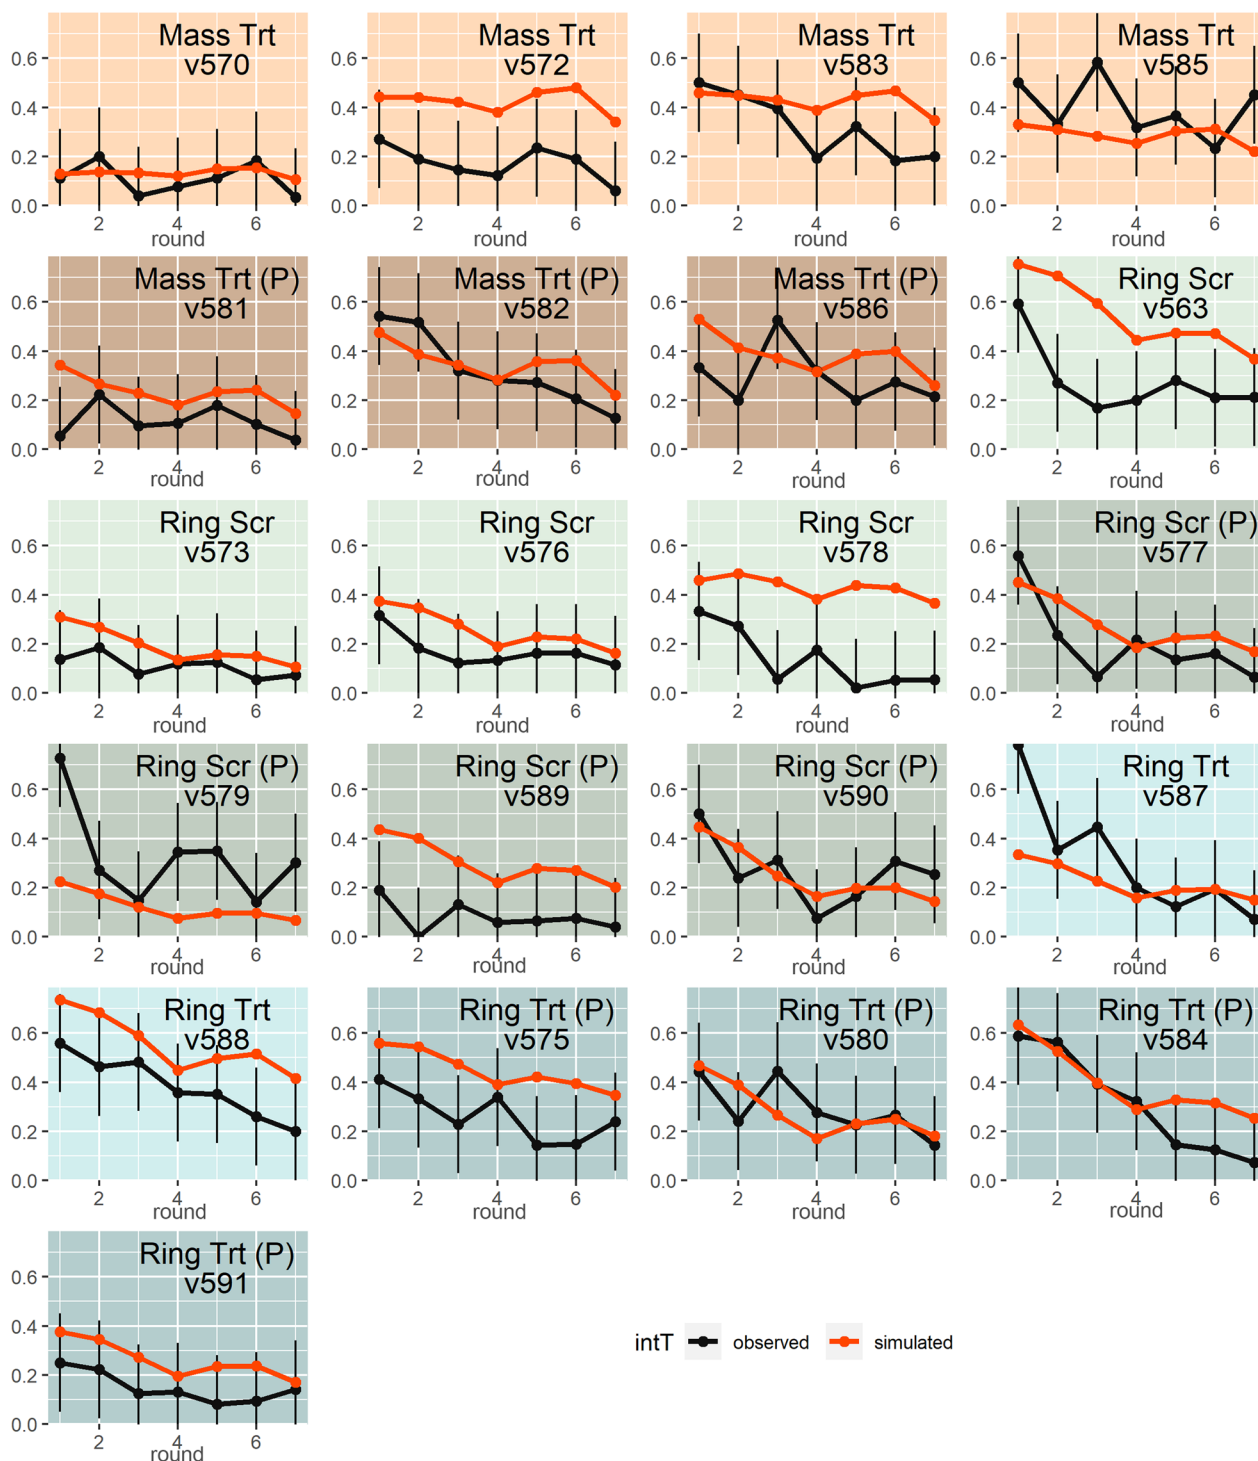 Mass Trt
v570
0.6
0.4
0.2
0.0
2 4 6
round
Mass Trt
v572
0.6
0.4
0.2
0.0
2 4 6
round
Mass Trt
v583
0.6
0.4
0.2
0.0
2 4 6
round
Mass Trt
v585
0.6
0.4
0.2
0.0
2 4 6
round
Mass Trt (P)
v581
0.6
0.4
0.2
0.0
2 4 6
round
Mass Trt (P)
v582
0.6
0.4
0.2
0.0
2 4 6
round
Mass Trt (P)
v586
0.6
0.4
0.2
0.0
2 4 6
round
Ring Scr
v563
0.6
0.4
0.2
0.0
2 4 6
round
Ring Scr
v573
0.6
0.4
0.2
0.0
2 4 6
round
Ring Scr
v576
0.6
0.4
0.2
0.0
2 4 6
round
Ring Scr
v578
0.6
0.4
0.2
0.0
2 4 6
round
Ring Scr (P)
v577
0.6
0.4
0.2
0.0
2 4 6
round
Ring Scr (P)
v579
0.6
0.4
0.2
0.0
2 4 6
round
Ring Scr (P)
v589
0.6
0.4
0.2
0.0
2 4 6
round
Ring Scr (P)
v590
0.6
0.4
0.2
0.0
2 4 6
round
Ring Trt
v587
0.6
0.4
0.2
0.0
2 4 6
round
Ring Trt
v588
0.6
0.4
0.2
0.0
2 4 6
round
Ring Trt (P)
v575
0.6
0.4
0.2
0.0
2 4 6
round
Ring Trt (P)
v580
0.6
0.4
0.2
0.0
2 4 6
round
Ring Trt (P)
v584
0.6
0.4
0.2
0.0
2 4 6
round
Ring Trt (P)
v591
0.6
0.4
0.2
0.0
2 4 6
round
intT observed simulated